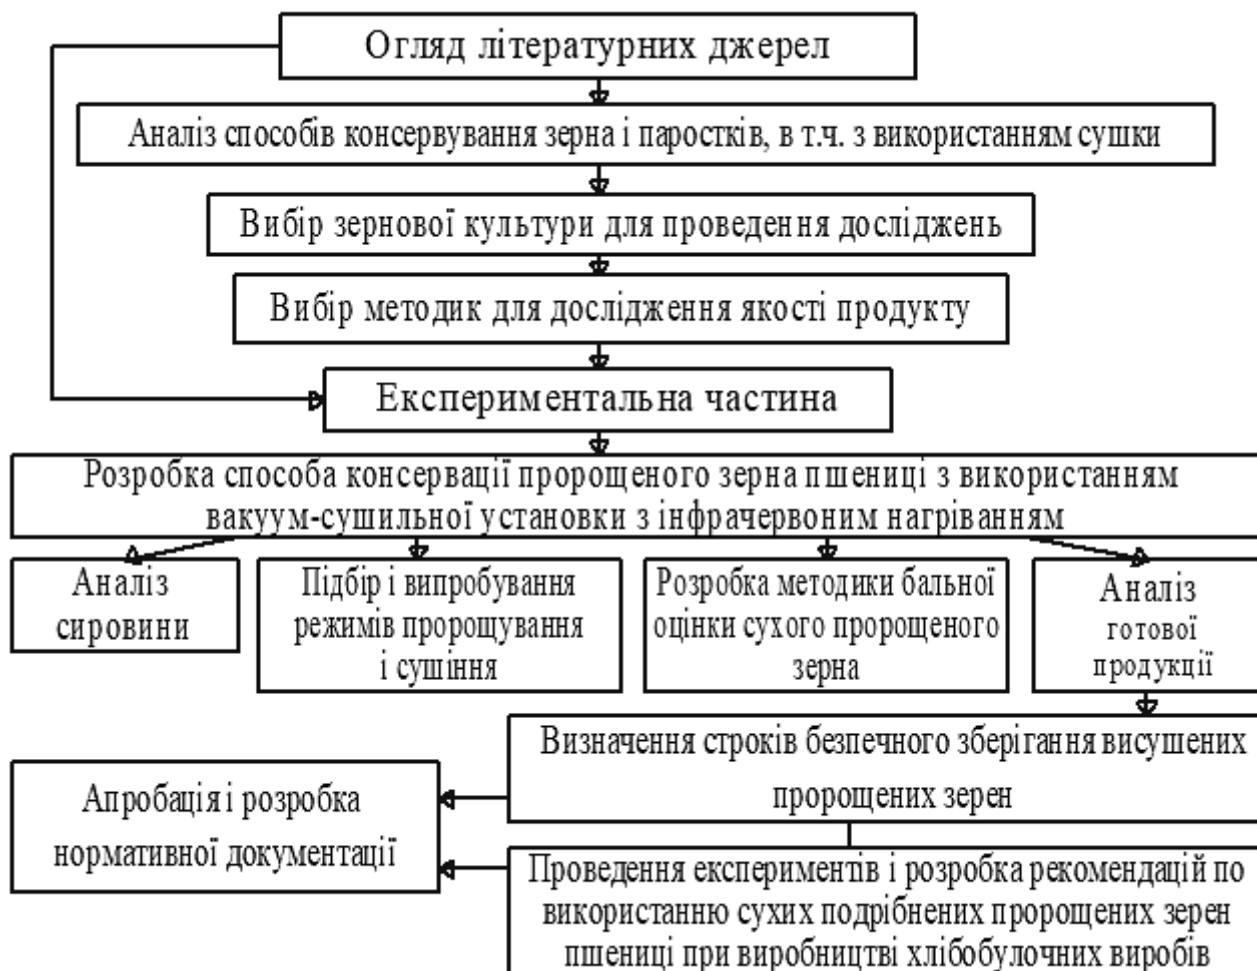 Огляд літературних джерел
Аналіз способів консервування зерна і паростків, в т.ч. з використанням сушки
Вибір зернової культури для проведення досліджень
Вибір методик для дослідження якості продукту
Експериментальна частина
Розробка способа консервації пророщеного зерна пшениці з використанням
вакуум-сушильної установки з інфрачервоним нагріванням
Аналіз
сировини
Підбір і випробування
режимів пророщування
і сушіння
Розробка методики бальної
оцінки сухого пророщеного
зерна
Аналіз
готової
продукції
Визначення строків безпечного зберігання висушених
пророщених зерен
Апробація і розробка
нормативної документації
Проведення експериментів і розробка рекомендацій по
використанню сухих подрібнених пророщених зерен
пшениці при виробництві хлібобулочних виробів